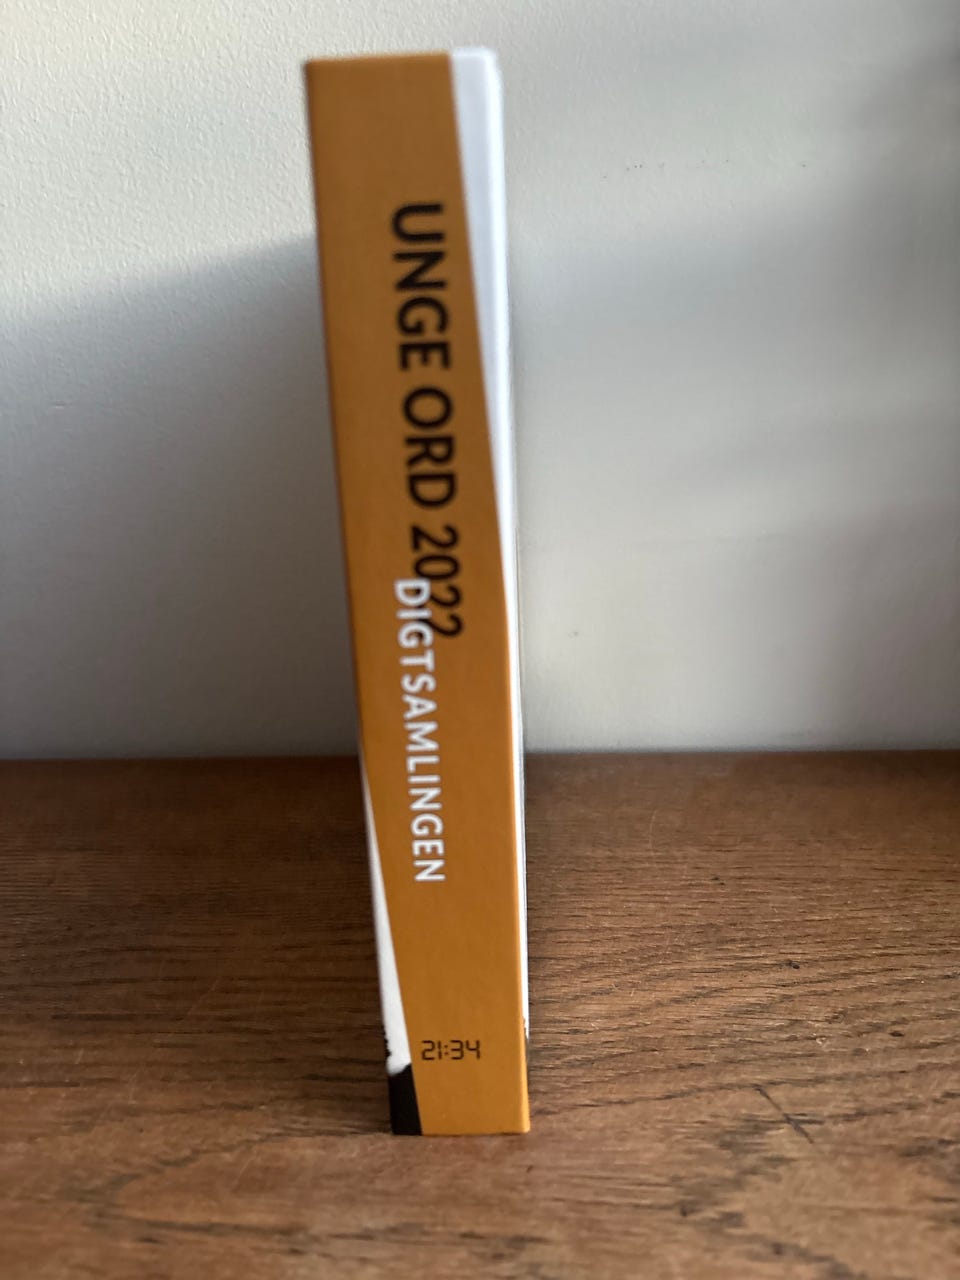 UNGE ORD 2022
DIGTSAMLINGEN
21:34